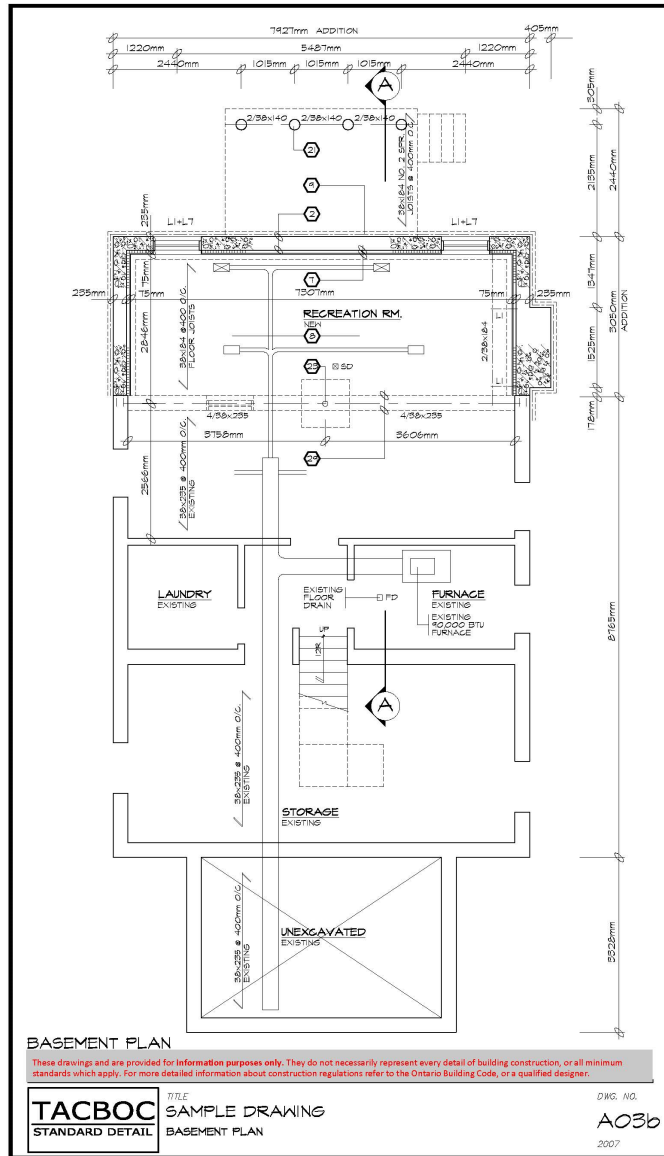 7927mm ADDITION
405mm
1220mm 5487mm 1220mm
2440mm 1015mm 1015mm 1015mm 2440mm
A
305mm
2/38x140 2/38x140 2/38x140
21
38x184 NO. 2 SPR.
JOISTS @ 400mm O.C.
2135mm
2440mm
9
235mm
L1+L7
2
L1+L7
75mm
7
235mm 75mm 7307mm 75mm 235mm
1347mm
RECREATION RM.
NEW
38x184 @400 O/C.
FLOOR JOISTS
2846mm
8
L1
2/38x184
1525mm
3050mm
ADDITION
23
SD
L1
4/38x235 4/38x235
178mm
3758mm 3606mm
38x235 @ 400mm O/C.
EXISTING
2566mm
29
LAUNDRY
EXISTING
EXISTING
FLOOR
DRAIN
FD
FURNACE
EXISTING
EXISTING
90,000 BTU
FURNACE
UP
12R
8765mm
A
38x235 @ 400mm O/C.
EXISTING
STORAGE
EXISTING
38x235 @ 400mm O/C.
EXISTING
UNEXCAVATED
EXISTING
3328mm
BASEMENT PLAN
These drawings and are provided for information purposes only. They do not necessarily represent every detail of building construction, or all minimum
standards which apply. For more detailed information about construction regulations refer to the Ontario Building Code, or a qualified designer.
TACBOC
STANDARD DETAIL
TITLE
SAMPLE DRAWING
BASEMENT PLAN
DWG. NO.
A03b
2007